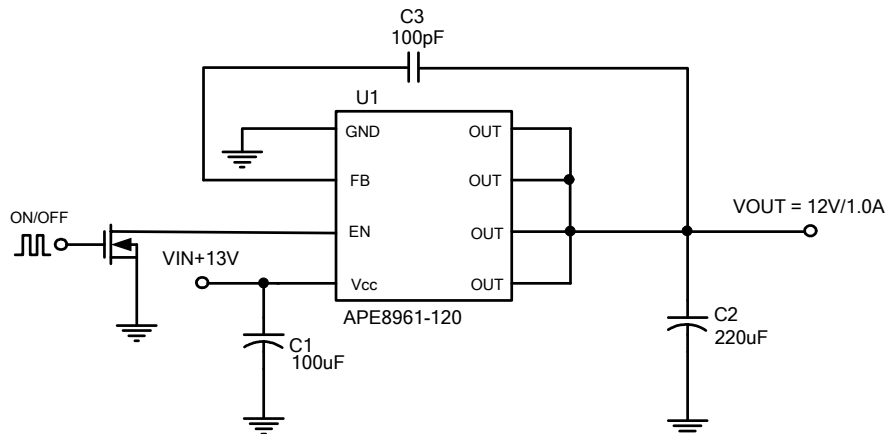 C3
100pF
U1
GND
OUT
FB
OUT
EN
OUT
Vcc
OUT
APE8961-120
ON/OFF
VIN+13V
C1
100uF
VOUT = 12V/1.0A
C2
220uF